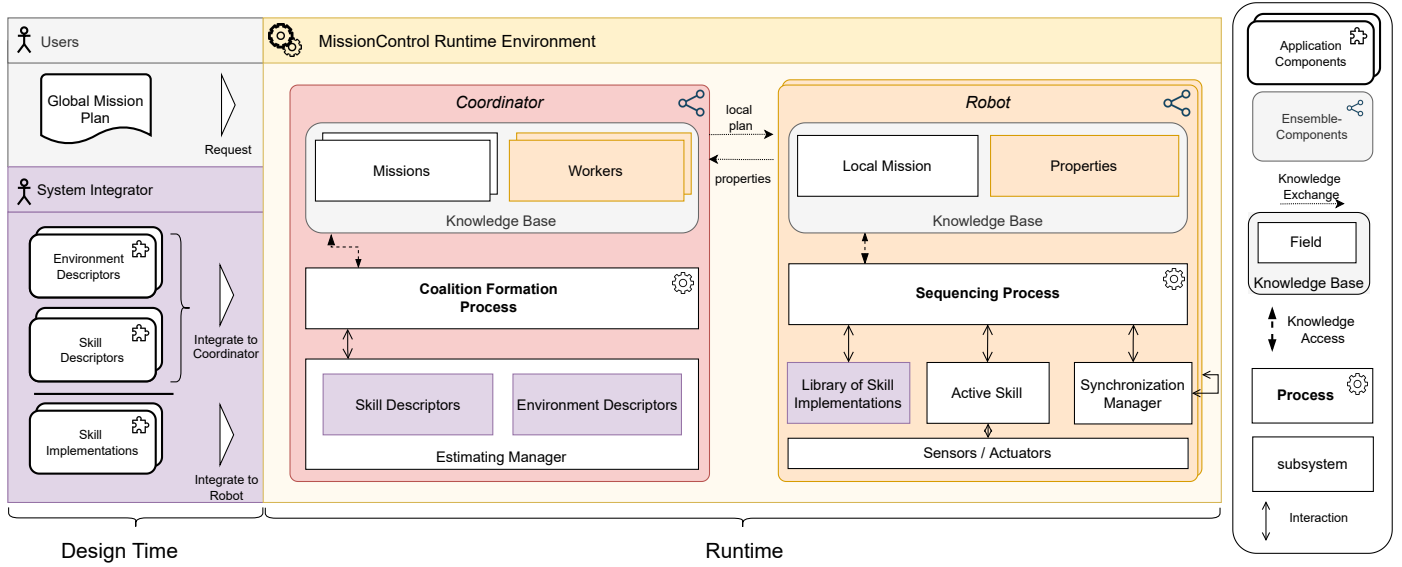 Users
Global Mission
Plan
Request
System Integrator
Environment
Descriptors
Skill
Descriptors
Integrate to
Coordinator
Skill
Implementations
Integrate to
Robot
Design Time
MissionControl Runtime Environment
Coordinator
Missions
Workers
Knowledge Base
Coalition Formation
Process
Skill Descriptors
Environment Descriptors
Estimating Manager
local
plan
properties
Robot
Local Mission
Properties
Knowledge Base
Sequencing Process
Library of Skill
Implementations
Active Skill
Synchronization
Manager
Sensors / Actuators
Runtime
Application
Components
Ensemble-
Components
Knowledge
Exchange
Field
Knowledge Base
Knowledge
Access
Process
subsystem
Interaction